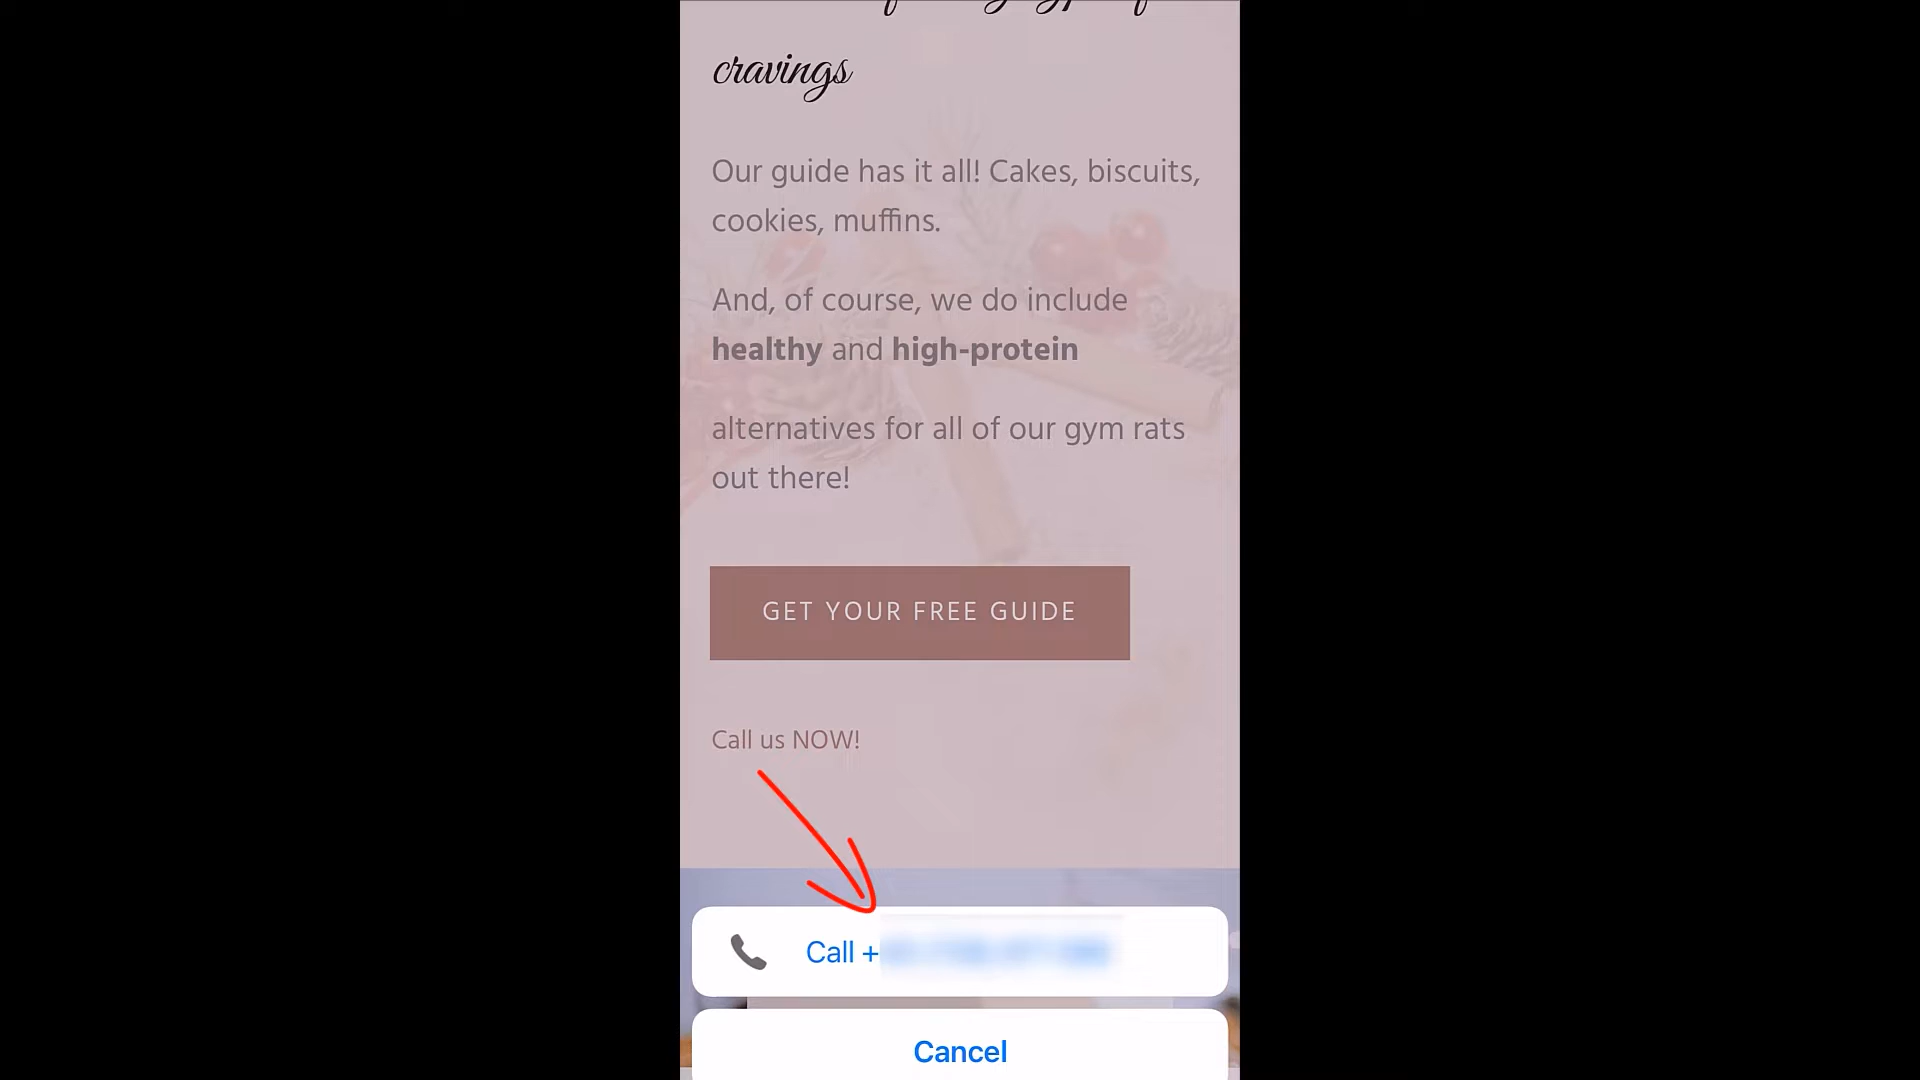 cravings
Our guide has it all! Cakes, biscuits,
cookies, muffins.
And, of course, we do include
healthy and high-protein
alternatives for all of our gym rats
out there!
GET YOUR FREE GUIDE
Call us NOW!
Call +
Cancel